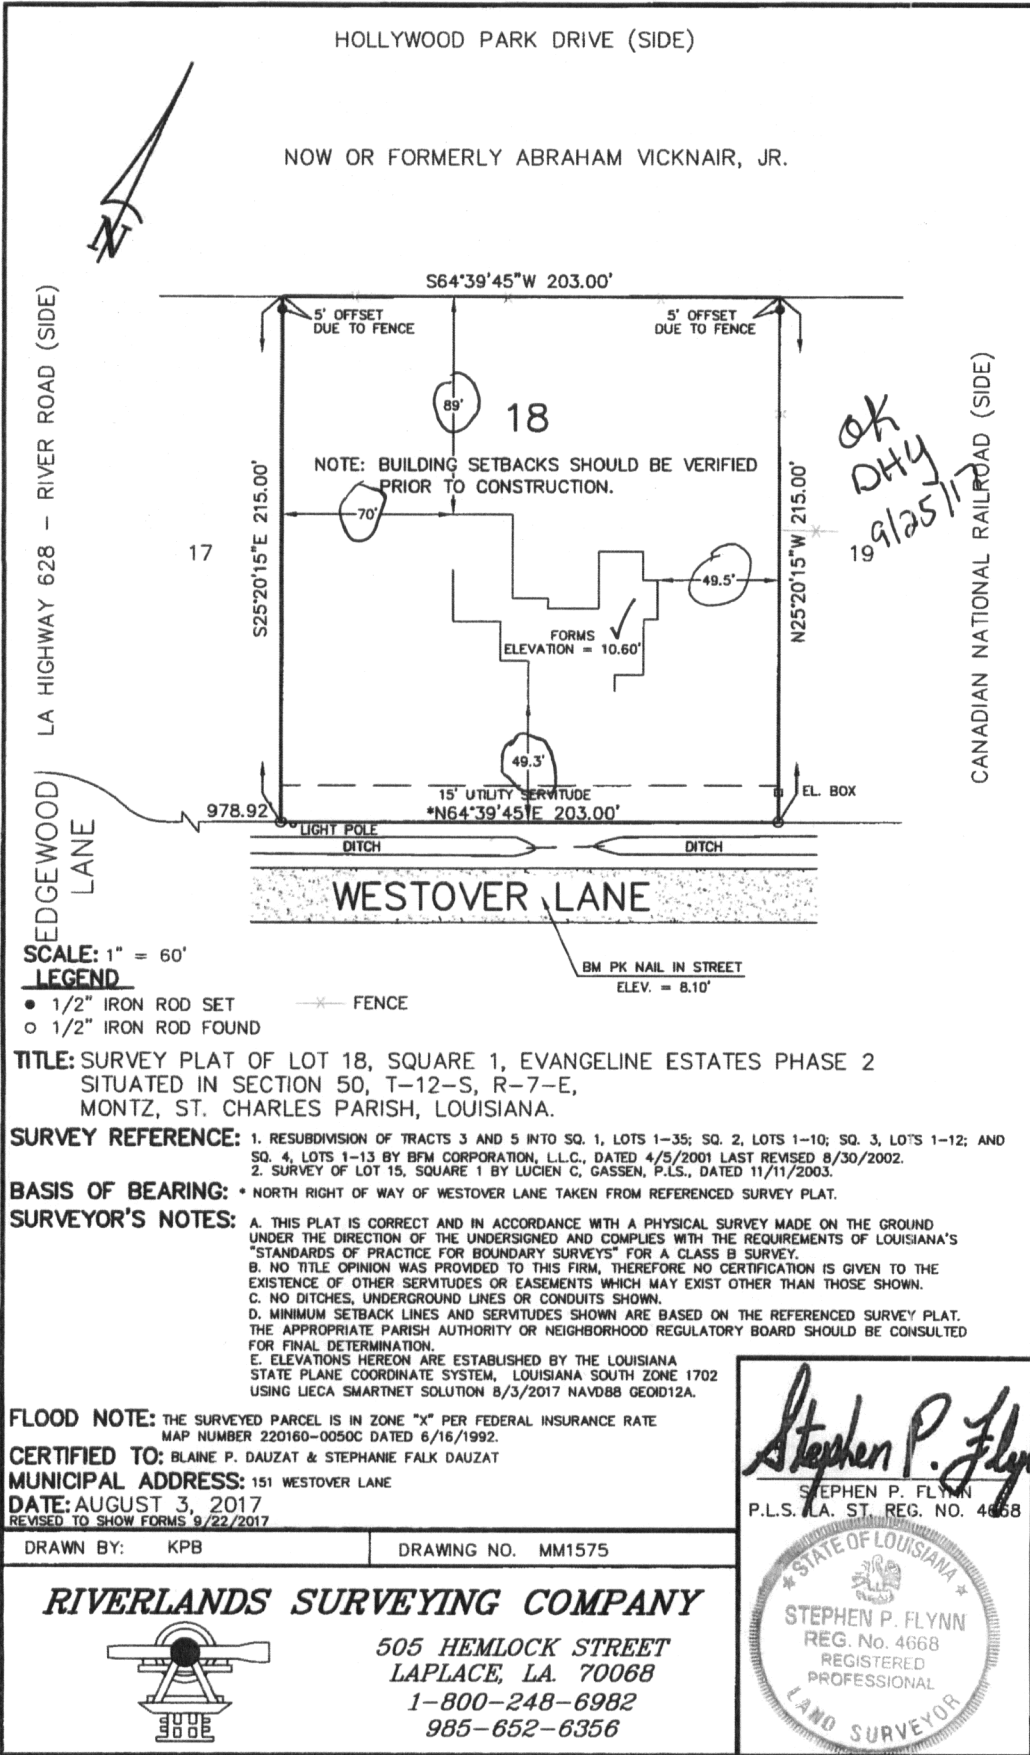 HOLLYWOOD PARK DRIVE (SIDE)
NOW OR FORMERLY ABRAHAM VICKNAIR, JR.
N
S64°39'45"W 203.00'
5' OFFSET
DUE TO FENCE
5' OFFSET
DUE TO FENCE
89'
18
NOTE: BUILDING SETBACKS SHOULD BE VERIFIED
PRIOR TO CONSTRUCTION.
70'
LA HIGHWAY 628 - RIVER ROAD (SIDE)
17
S25°20'15"E 215.00'
49.5'
FORMS
ELEVATION = 10.60'
N25°20'15"W 215.00'
19
OK
DHY
9/25/17
CANADIAN NATIONAL RAILROAD (SIDE)
49.3'
15' UTILITY SERVITUDE
EL. BOX
978.92'
*N64°39'45"E 203.00'
LIGHT POLE
DITCH
DITCH
EDGEWOOD
LANE
WESTOVER LANE
BM PK NAIL IN STREET
ELEV. = 8.10'
SCALE: 1" = 60'
LEGEND
● 1/2" IRON ROD SET
—x— FENCE
○ 1/2" IRON ROD FOUND
TITLE: SURVEY PLAT OF LOT 18, SQUARE 1, EVANGELINE ESTATES PHASE 2
SITUATED IN SECTION 50, T-12-S, R-7-E,
MONTZ, ST. CHARLES PARISH, LOUISIANA.
SURVEY REFERENCE: 1. RESUBDIVISION OF TRACTS 3 AND 5 INTO SQ. 1, LOTS 1-35; SQ. 2, LOTS 1-10; SQ. 3, LOTS 1-12; AND
SQ. 4, LOTS 1-13 BY BFM CORPORATION, L.L.C., DATED 4/5/2001 LAST REVISED 8/30/2002.
2. SURVEY OF LOT 15, SQUARE 1 BY LUCIEN C. GASSEN, P.L.S., DATED 11/11/2003.
BASIS OF BEARING: * NORTH RIGHT OF WAY OF WESTOVER LANE TAKEN FROM REFERENCED SURVEY PLAT.
SURVEYOR'S NOTES: A. THIS PLAT IS CORRECT AND IN ACCORDANCE WITH A PHYSICAL SURVEY MADE ON THE GROUND
UNDER THE DIRECTION OF THE UNDERSIGNED AND COMPLIES WITH THE REQUIREMENTS OF LOUISIANA'S
"STANDARDS OF PRACTICE FOR BOUNDARY SURVEYS" FOR A CLASS B SURVEY.
B. NO TITLE OPINION WAS PROVIDED TO THIS FIRM, THEREFORE NO CERTIFICATION IS GIVEN TO THE
EXISTENCE OF OTHER SERVITUDES OR EASEMENTS WHICH MAY EXIST OTHER THAN THOSE SHOWN.
C. NO DITCHES, UNDERGROUND LINES OR CONDUITS SHOWN.
D. MINIMUM SETBACK LINES AND SERVITUDES SHOWN ARE BASED ON THE REFERENCED SURVEY PLAT.
THE APPROPRIATE PARISH AUTHORITY OR NEIGHBORHOOD REGULATORY BOARD SHOULD BE CONSULTED
FOR FINAL DETERMINATION.
E. ELEVATIONS HEREON ARE ESTABLISHED BY THE LOUISIANA
STATE PLANE COORDINATE SYSTEM, LOUISIANA SOUTH ZONE 1702
USING LIECA SMARTNET SOLUTION 8/3/2017 NAVD88 GEOID12A.
FLOOD NOTE: THE SURVEYED PARCEL IS IN ZONE "X" PER FEDERAL INSURANCE RATE
MAP NUMBER 220160-0050C DATED 6/16/1992.
CERTIFIED TO: BLAINE P. DAUZAT & STEPHANIE FALK DAUZAT
MUNICIPAL ADDRESS: 151 WESTOVER LANE
DATE: AUGUST 3, 2017
REVISED TO SHOW FORMS 9/22/2017
Stephen P. Fly
STEPHEN P. FLYNN
P.L.S. LA. ST. REG. NO. 4668
DRAWN BY: KPB
DRAWING NO. MM1575
RIVERLANDS SURVEYING COMPANY
505 HEMLOCK STREET
LAPLACE, LA. 70068
1-800-248-6982
985-652-6356
STATE OF LOUISIANA
STEPHEN P. FLYNN
REG. No. 4668
REGISTERED
PROFESSIONAL
LAND SURVEYOR